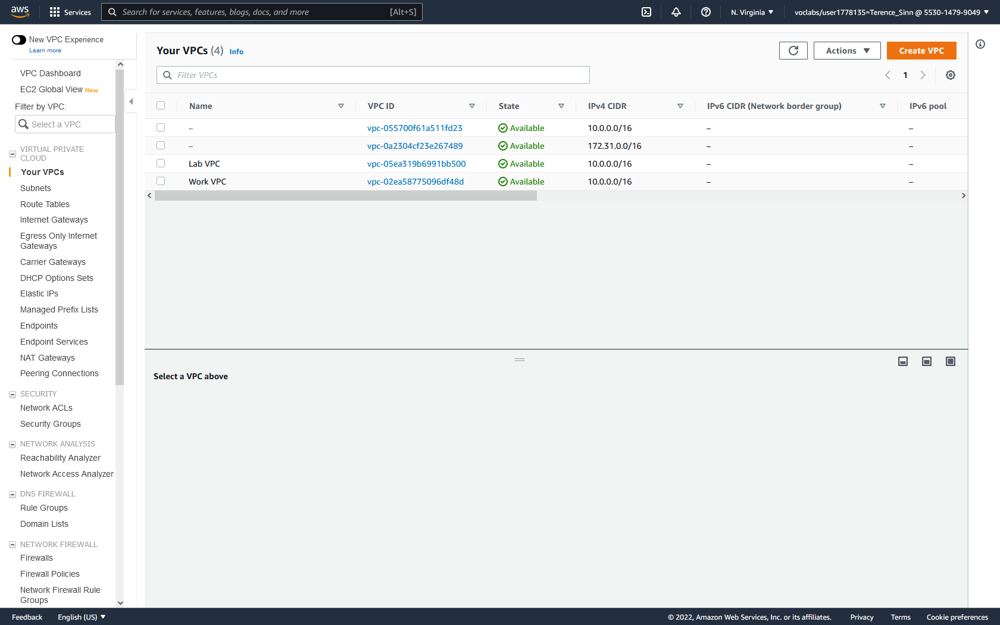 aws
Services
Search for services, features, blogs, docs, and more
[Alt+S]
N. Virginia
voclabs/user1778135=Terence_Sinn @ 5530-1479-9049
New VPC Experience
Learn more
VPC Dashboard
EC2 Global View New
Filter by VPC:
Select a VPC
VIRTUAL PRIVATE
CLOUD
Your VPCs
Subnets
Route Tables
Internet Gateways
Egress Only Internet
Gateways
Carrier Gateways
DHCP Options Sets
Elastic IPs
Managed Prefix Lists
Endpoints
Endpoint Services
NAT Gateways
Peering Connections
SECURITY
Network ACLs
Security Groups
NETWORK ANALYSIS
Reachability Analyzer
Network Access Analyzer
DNS FIREWALL
Rule Groups
Domain Lists
NETWORK FIREWALL
Firewalls
Firewall Policies
Network Firewall Rule
Groups
Your VPCs (4) Info
Actions
Create VPC
Filter VPCs
1
Name VPC ID State IPv4 CIDR IPv6 CIDR (Network border group) IPv6 pool
– vpc-055700f61a511fd23 Available 10.0.0.0/16 – –
– vpc-0a2304cf23e267489 Available 172.31.0.0/16 – –
Lab VPC vpc-05ea319b6991bb500 Available 10.0.0.0/16 – –
Work VPC vpc-02ea58775096df48d Available 10.0.0.0/16 – –
Select a VPC above
Feedback
English (US)
© 2022, Amazon Web Services, Inc. or its affiliates.
Privacy
Terms
Cookie preferences